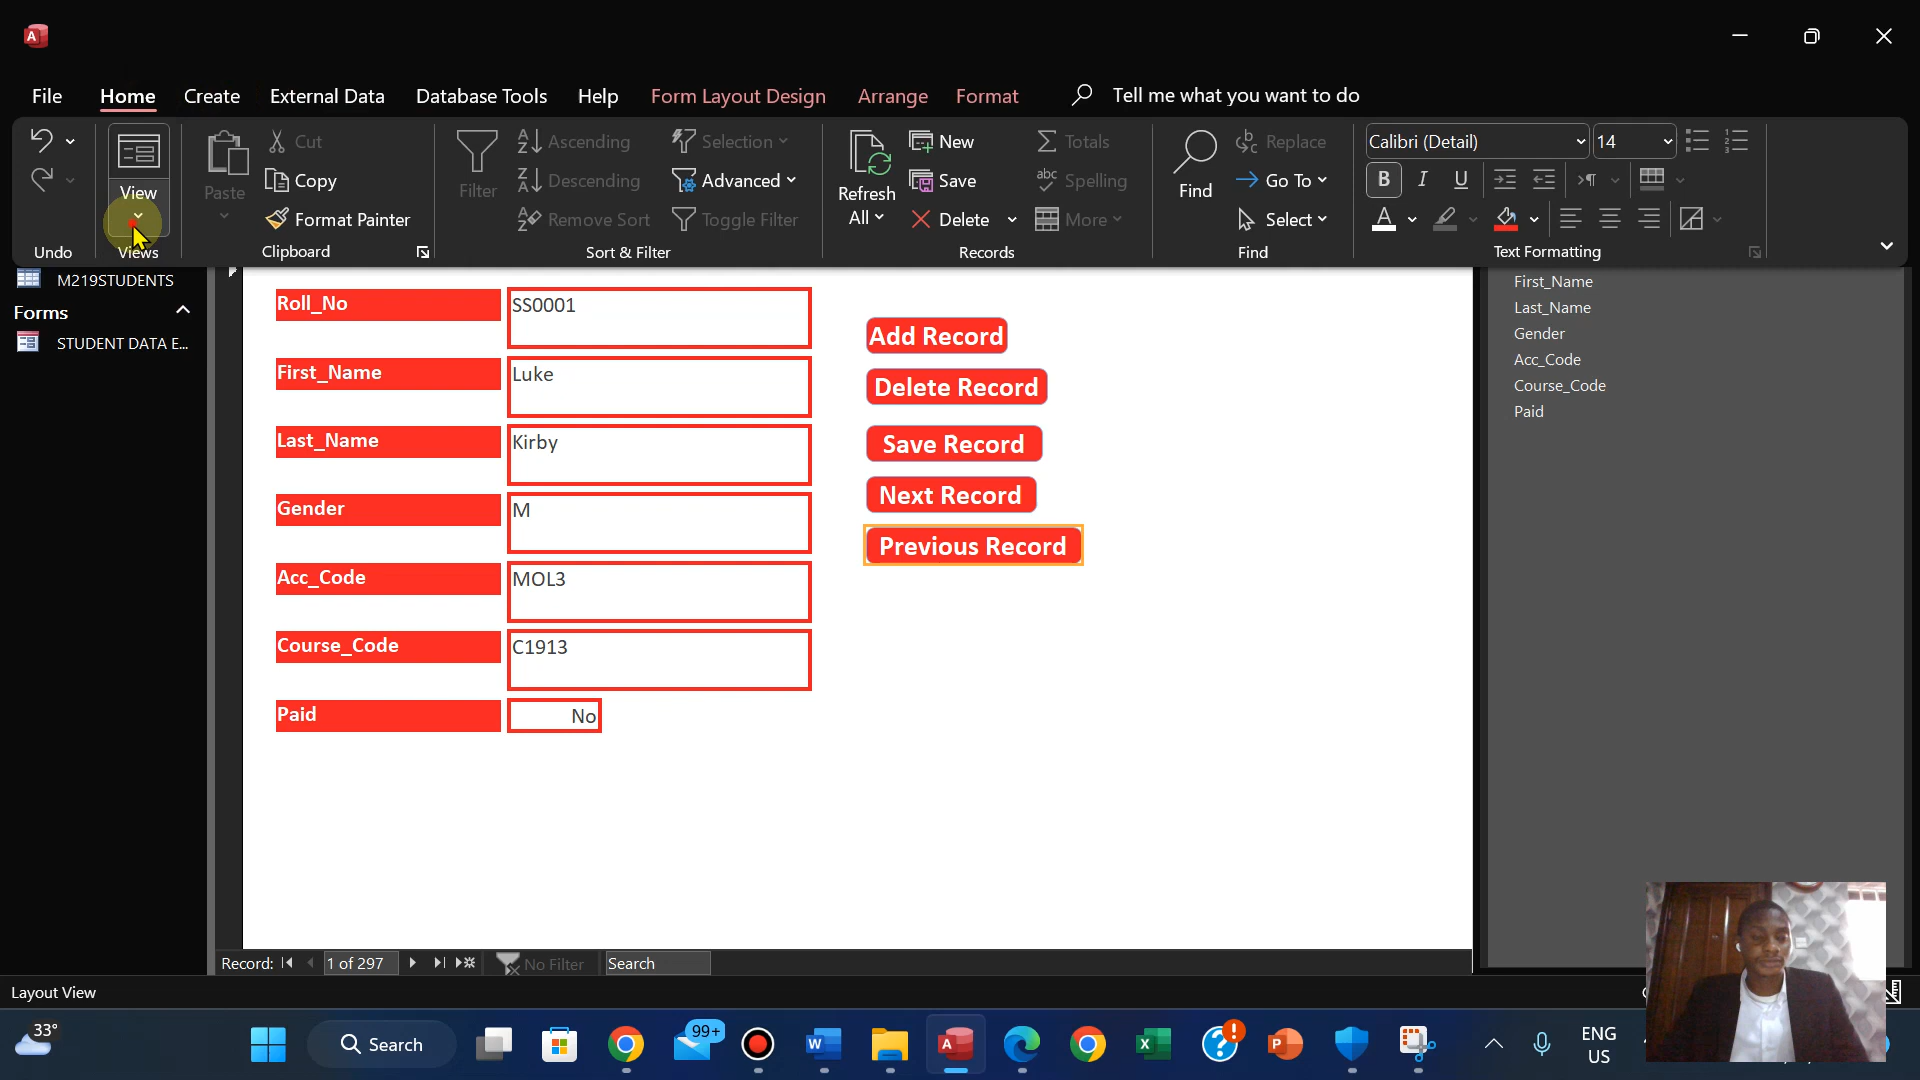 File Home Create External Data Database Tools Help Form Layout Design Arrange Format Tell me what you want to do
View
Paste
Cut
Copy
Format Painter
Filter
Ascending
Descending
Remove Sort
Selection
Advanced
Toggle Filter
Refresh
All
New
Save
Delete
Totals
Spelling
More
Find
Replace
Go To
Select
Calibri (Detail) 14
B I U
Undo Views Clipboard Sort & Filter Records Find Text Formatting
M219STUDENTS
Forms
STUDENT DATA E...
Roll_No SS0001
First_Name Luke
Last_Name Kirby
Gender M
Acc_Code MOL3
Course_Code C1913
Paid No
Add Record
Delete Record
Save Record
Next Record
Previous Record
First_Name
Last_Name
Gender
Acc_Code
Course_Code
Paid
Record: 1 of 297 No Filter Search
Layout View
33°
Search
99+
ENG
US